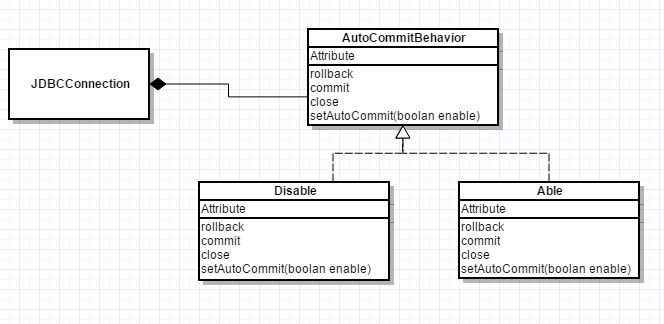 JDBCConnection
AutoCommitBehavior
Attribute
rollback
commit
close
setAutoCommit(boolan enable)
Disable
Attribute
rollback
commit
close
setAutoCommit(boolan enable)
Able
Attribute
rollback
commit
close
setAutoCommit(boolan enable)